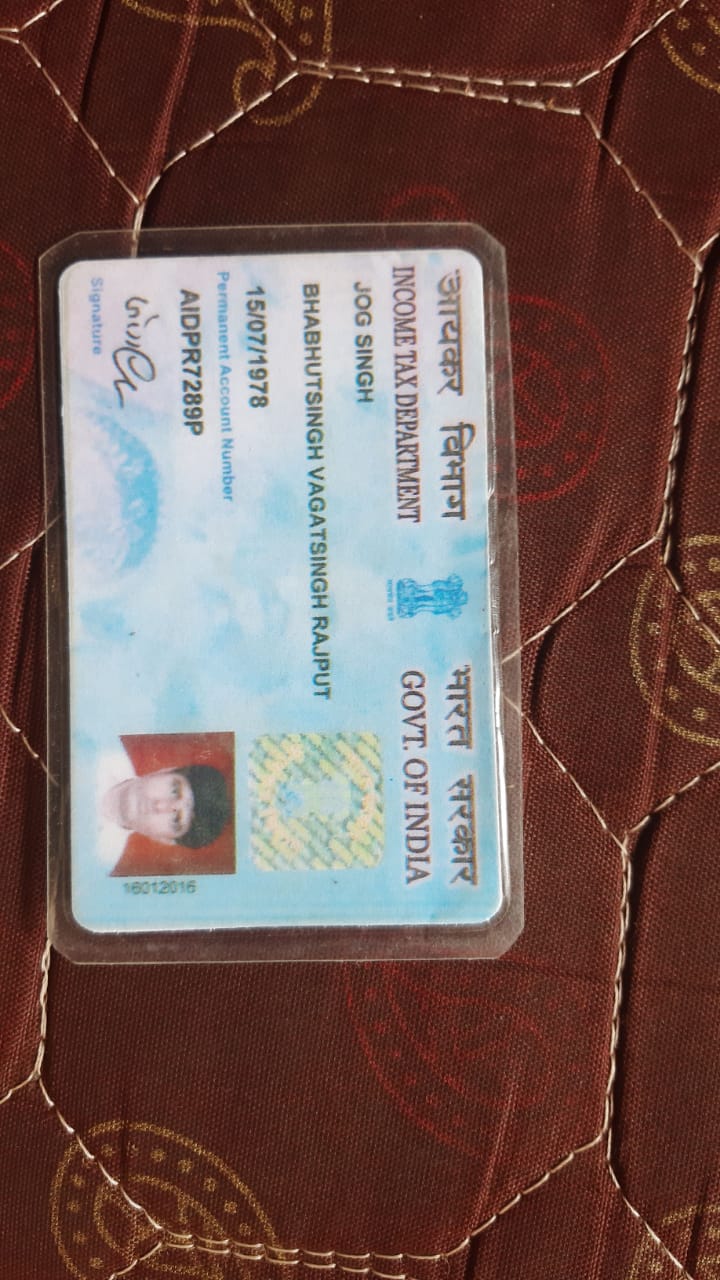 आयकर विभाग
INCOME TAX DEPARTMENT
भारत सरकार
GOVT. OF INDIA
JOG SINGH
BHABHUTSINGH VAGATSINGH RAJPUT
15/07/1978
Permanent Account Number
AIDPR7289P
Signature
16012016